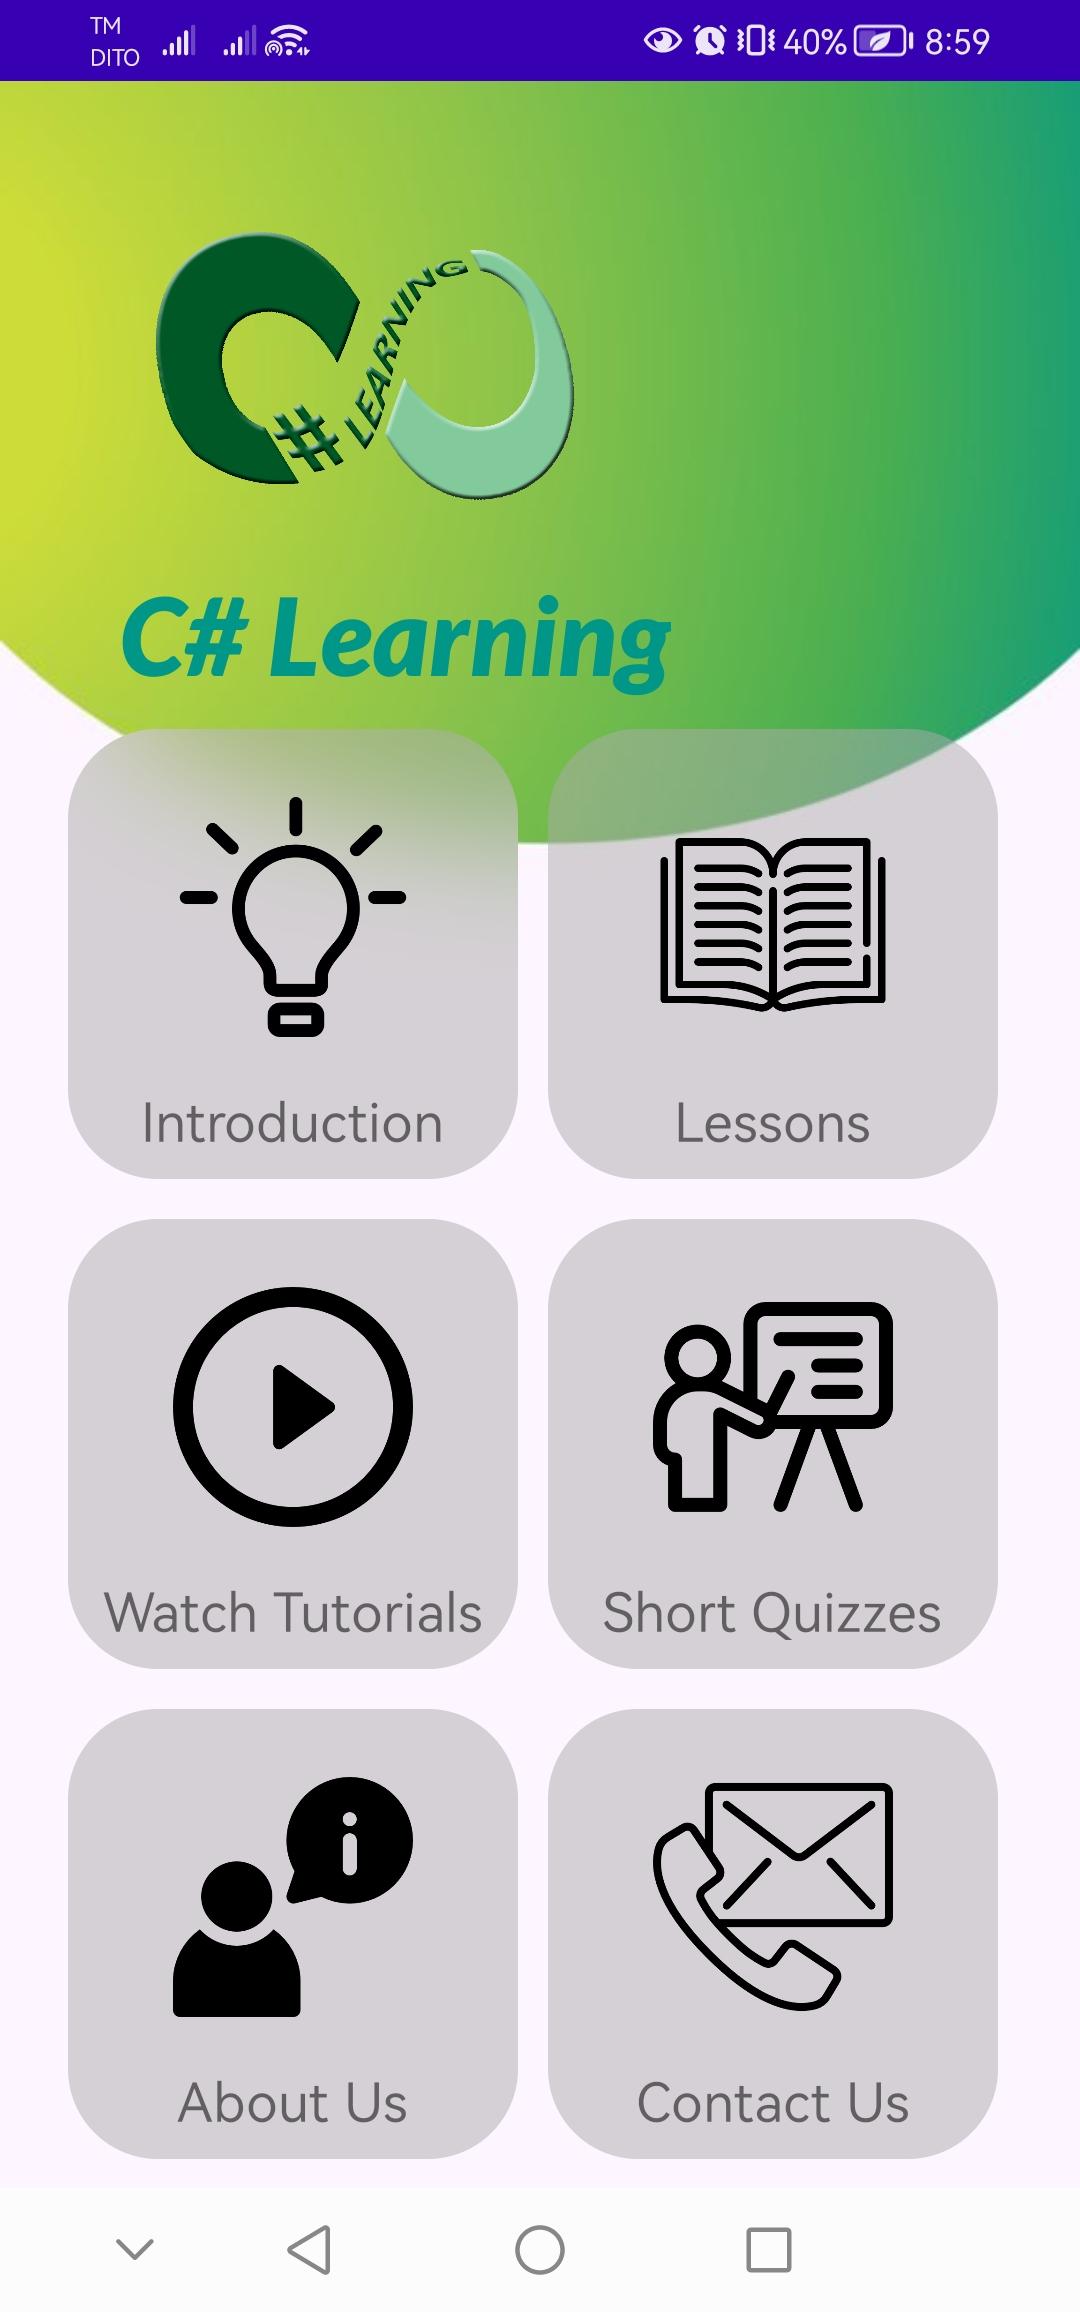 TM
DITO
40% 8:59
# LEARNING
C# Learning
Introduction
Lessons
Watch Tutorials
Short Quizzes
i
About Us
Contact Us